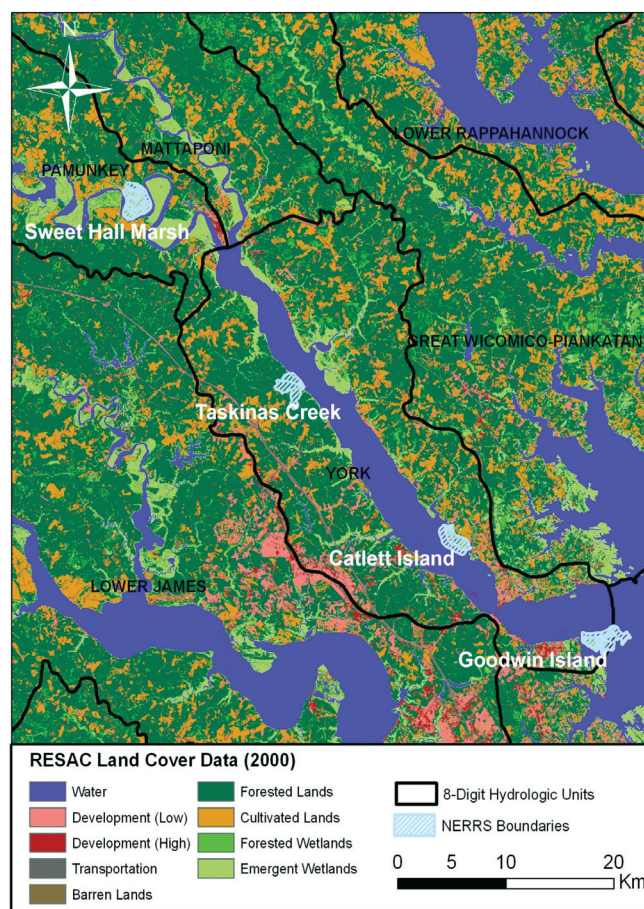 N
LOWER RAPPAHANNOCK
MATTAPONI
PAMUNKEY
Sweet Hall Marsh
GREAT WICOMICO-PIANKATAN
Taskinas Creek
YORK
Catlett Island
LOWER JAMES
Goodwin Island
RESAC Land Cover Data (2000)
Water
Forested Lands
8-Digit Hydrologic Units
Development (Low)
Cultivated Lands
NERRS Boundaries
Development (High)
Forested Wetlands
Transportation
Emergent Wetlands
0 5 10 20
Km
Barren Lands